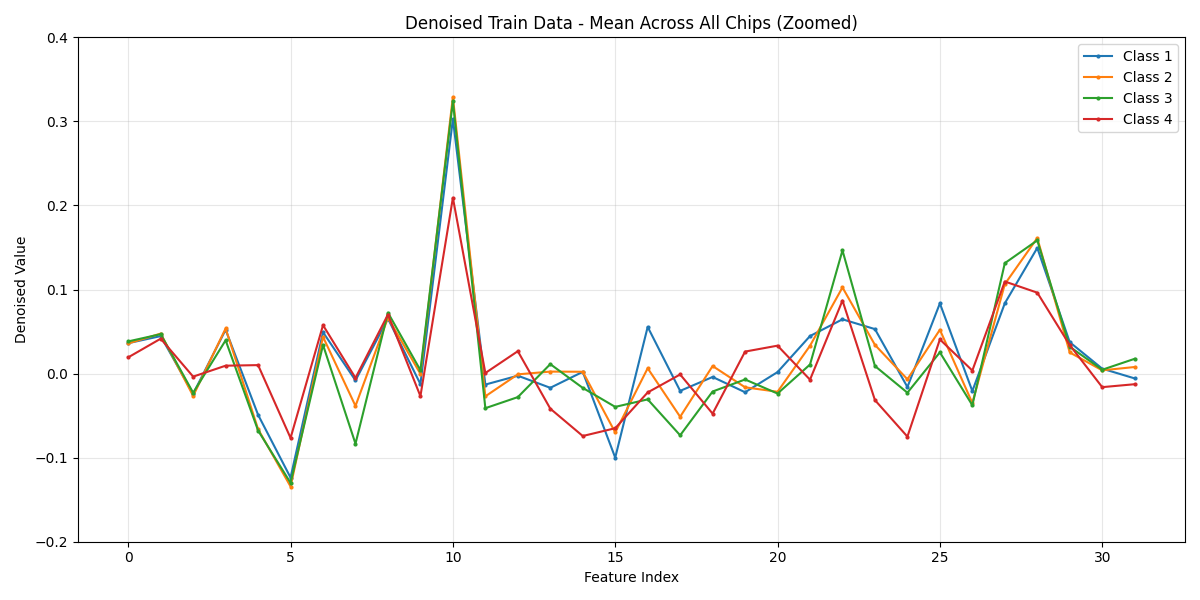 Denoised Train Data - Mean Across All Chips (Zoomed)
Class 1
Class 2
Class 3
Class 4
Denoised Value
0.4
0.3
0.2
0.1
0.0
−0.1
−0.2
0 5 10 15 20 25 30
Feature Index